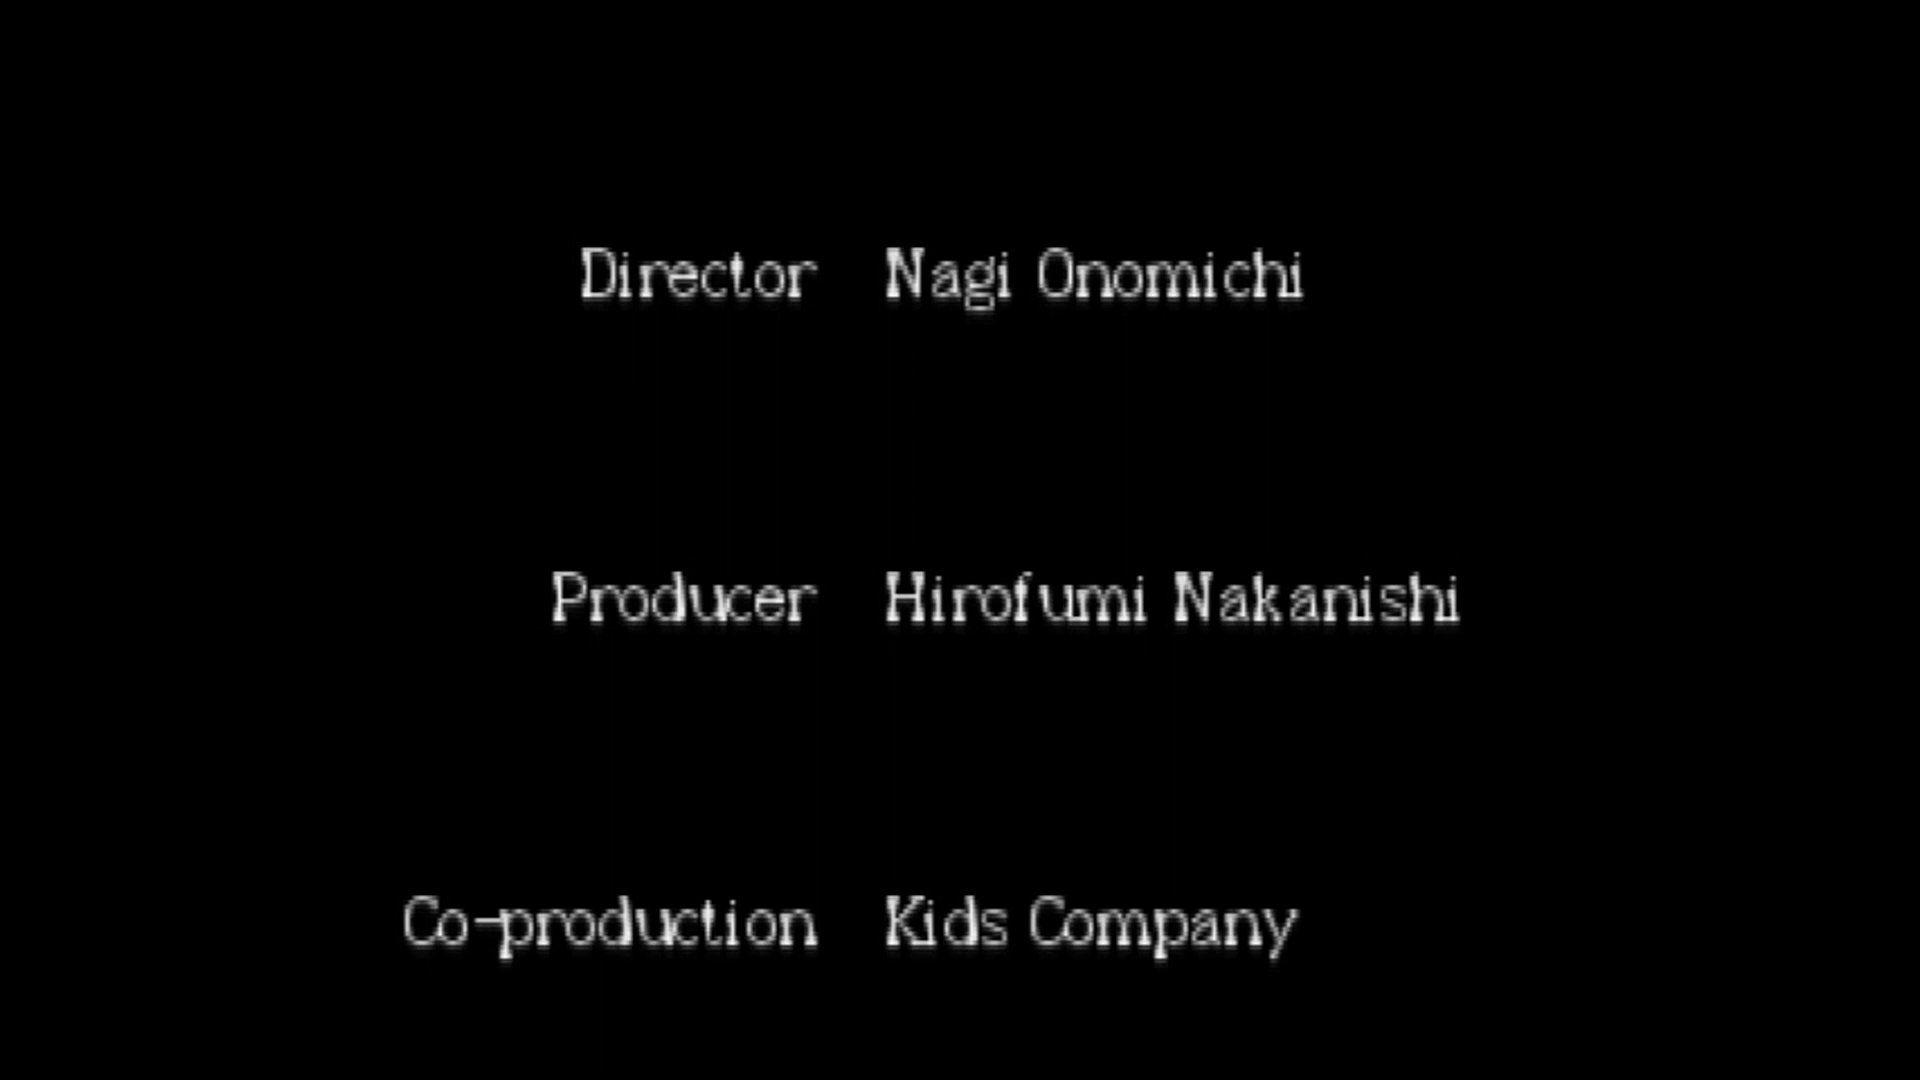 Director Nagi Onomichi
Producer Hirofumi Nakanishi
Co-production Kids Company